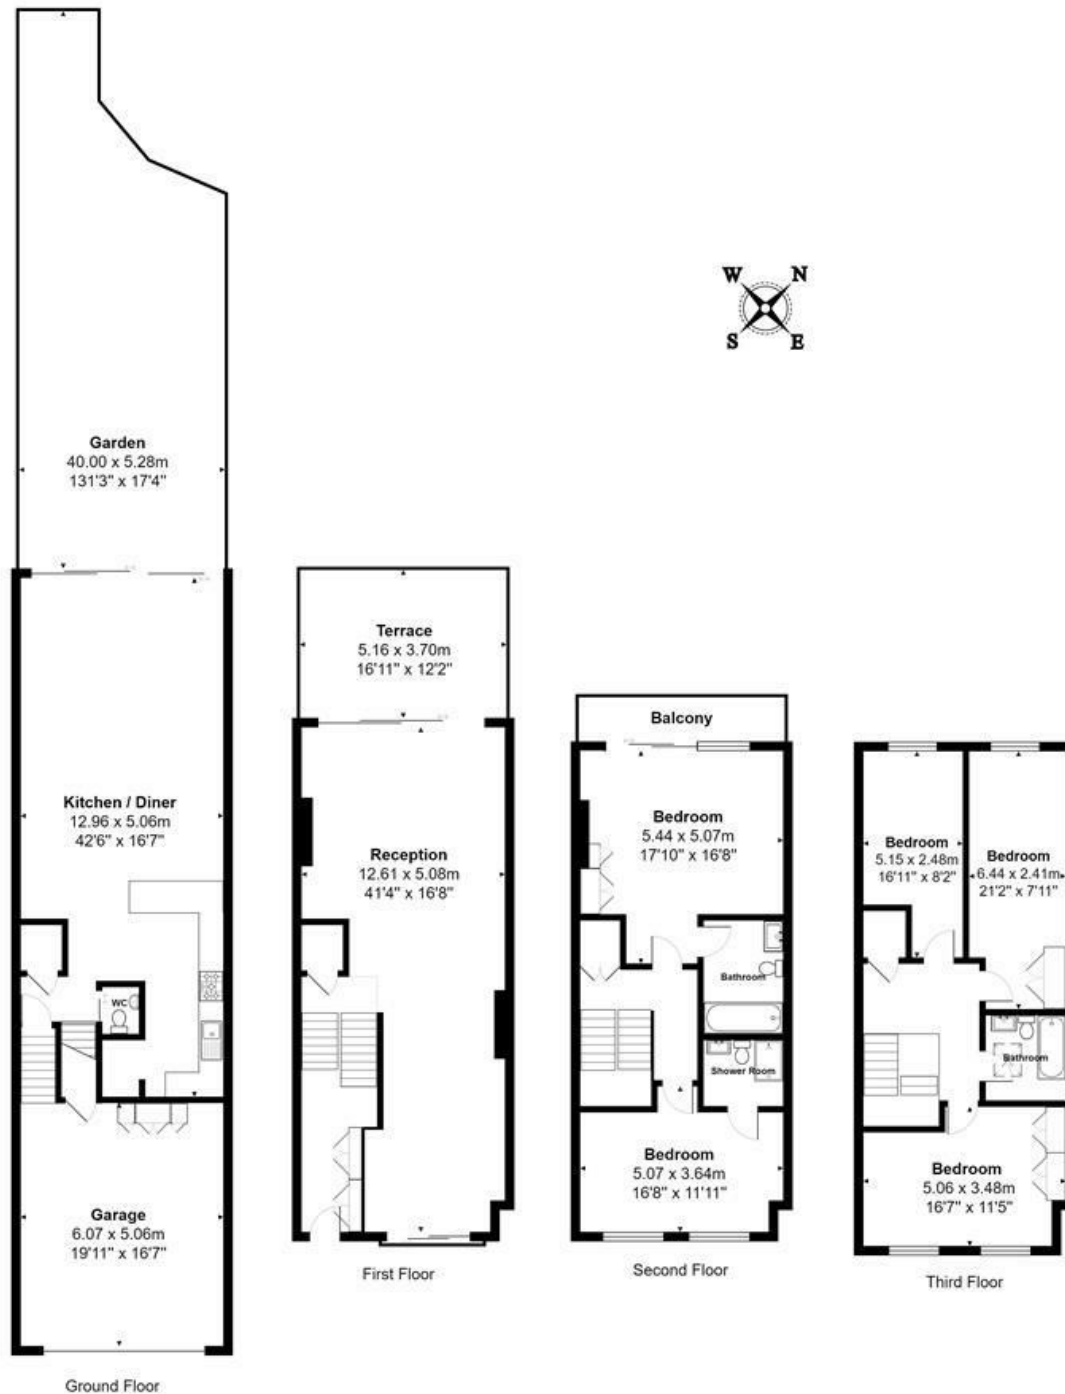 W N
S E
Garden
40.00 x 5.28m
131'3" x 17'4"
Kitchen / Diner
12.96 x 5.06m
42'6" x 16'7"
WC
Garage
6.07 x 5.06m
19'11" x 16'7"
Ground Floor
Terrace
5.16 x 3.70m
16'11" x 12'2"
Reception
12.61 x 5.08m
41'4" x 16'8"
First Floor
Balcony
Bedroom
5.44 x 5.07m
17'10" x 16'8"
Bathroom
Shower Room
Bedroom
5.07 x 3.64m
16'8" x 11'11"
Second Floor
Bedroom
5.15 x 2.48m
16'11" x 8'2"
Bedroom
6.44 x 2.41m
21'2" x 7'11"
Bathroom
Bedroom
5.06 x 3.48m
16'7" x 11'5"
Third Floor